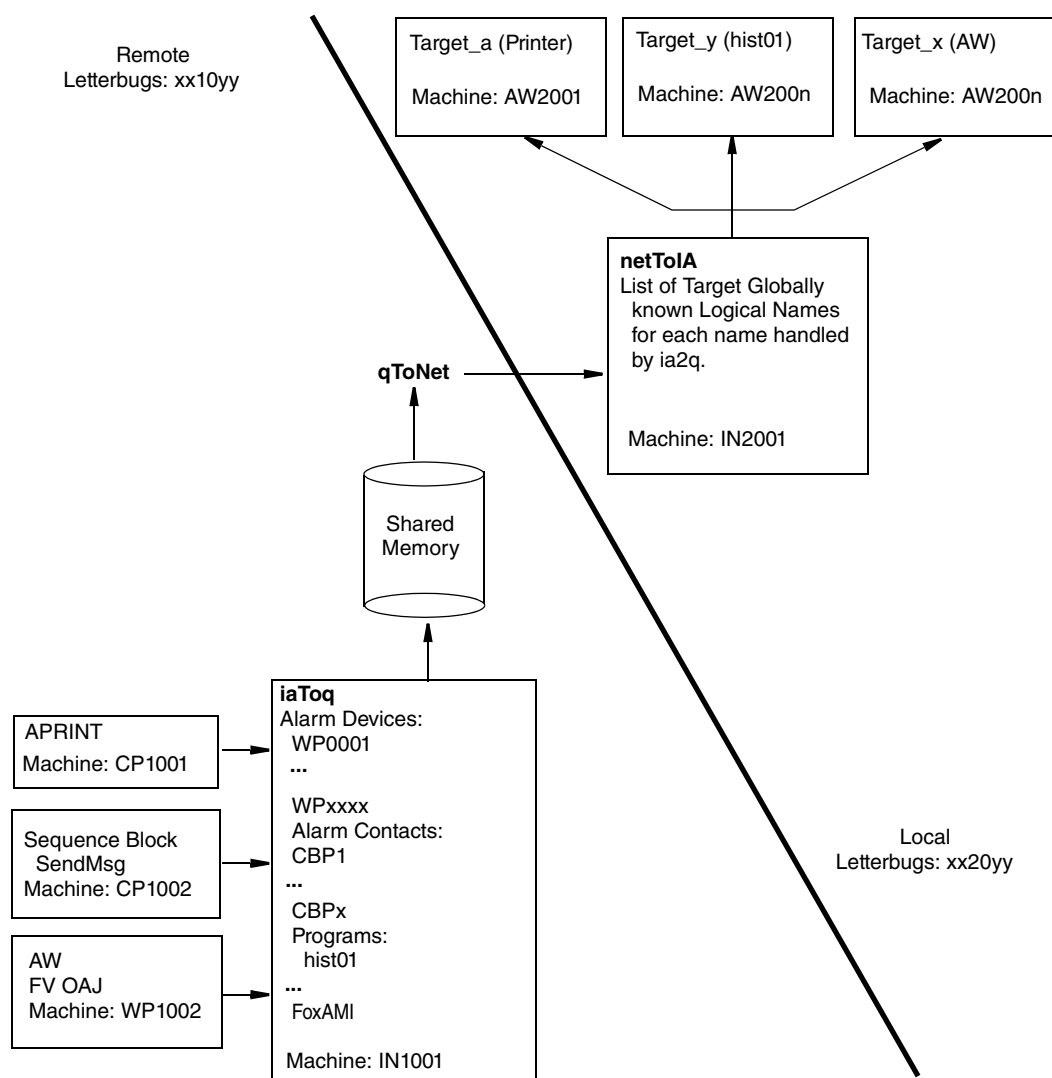 Remote
Letterbugs: xx10yy
Target_a (Printer)
Machine: AW2001
Target_y (hist01)
Machine: AW200n
Target_x (AW)
Machine: AW200n
netToIA
List of Target Globally
known Logical Names
for each name handled
by ia2q.
Machine: IN2001
qToNet
Shared
Memory
iaToq
Alarm Devices:
WP0001
...
WPxxxx
Alarm Contacts:
CBP1
...
CBPx
Programs:
hist01
...
FoxAMI
Machine: IN1001
APRINT
Machine: CP1001
Sequence Block
SendMsg
Machine: CP1002
AW
FV OAJ
Machine: WP1002
Local
Letterbugs: xx20yy